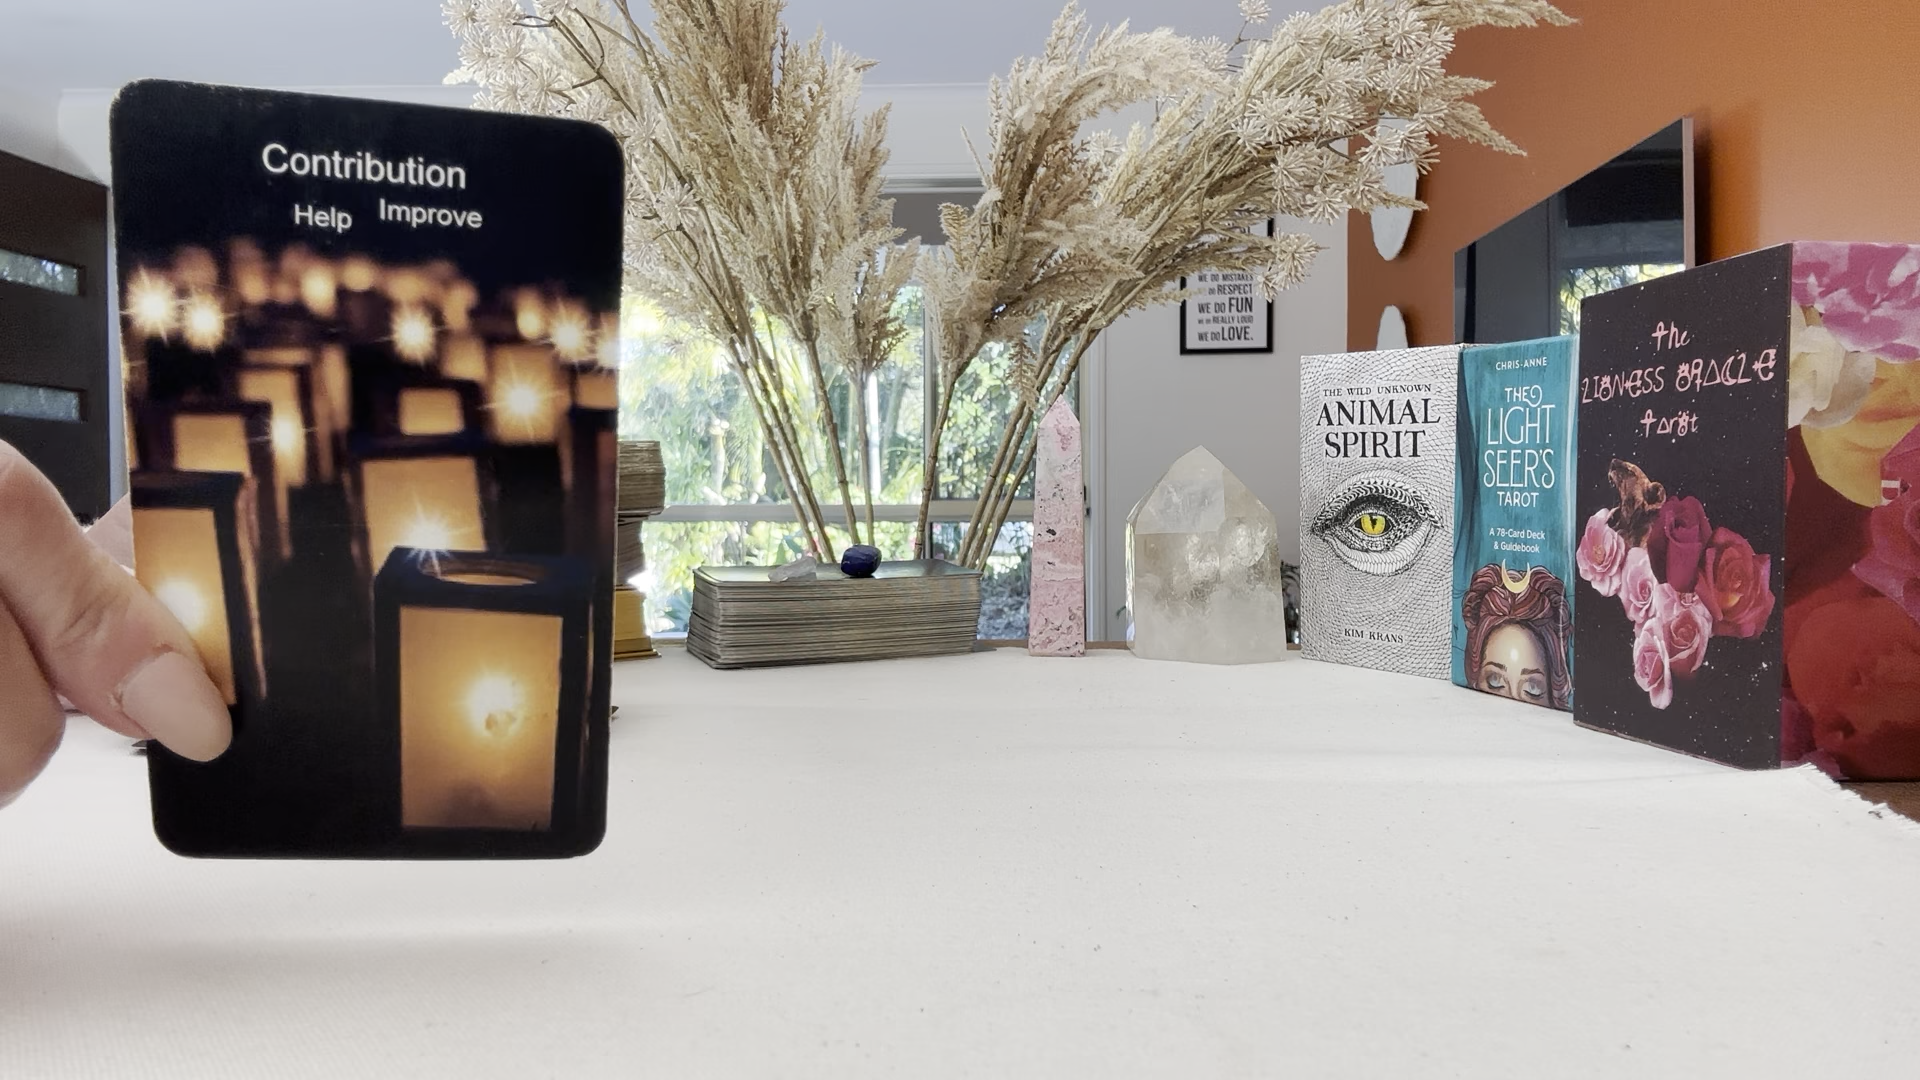 Contribution
Help Improve
WE DO MISTAKES
WE DO RESPECT
WE DO FUN
WE DO REALLY LOUD
WE DO LOVE.
THE WILD UNKNOWN
ANIMAL
SPIRIT
KIM KRANS
CHRIS-ANNE
THE
LIGHT
SEER'S
TAROT
A 78-Card Deck
& Guidebook
The
LIONESS ORACLE
Tarot